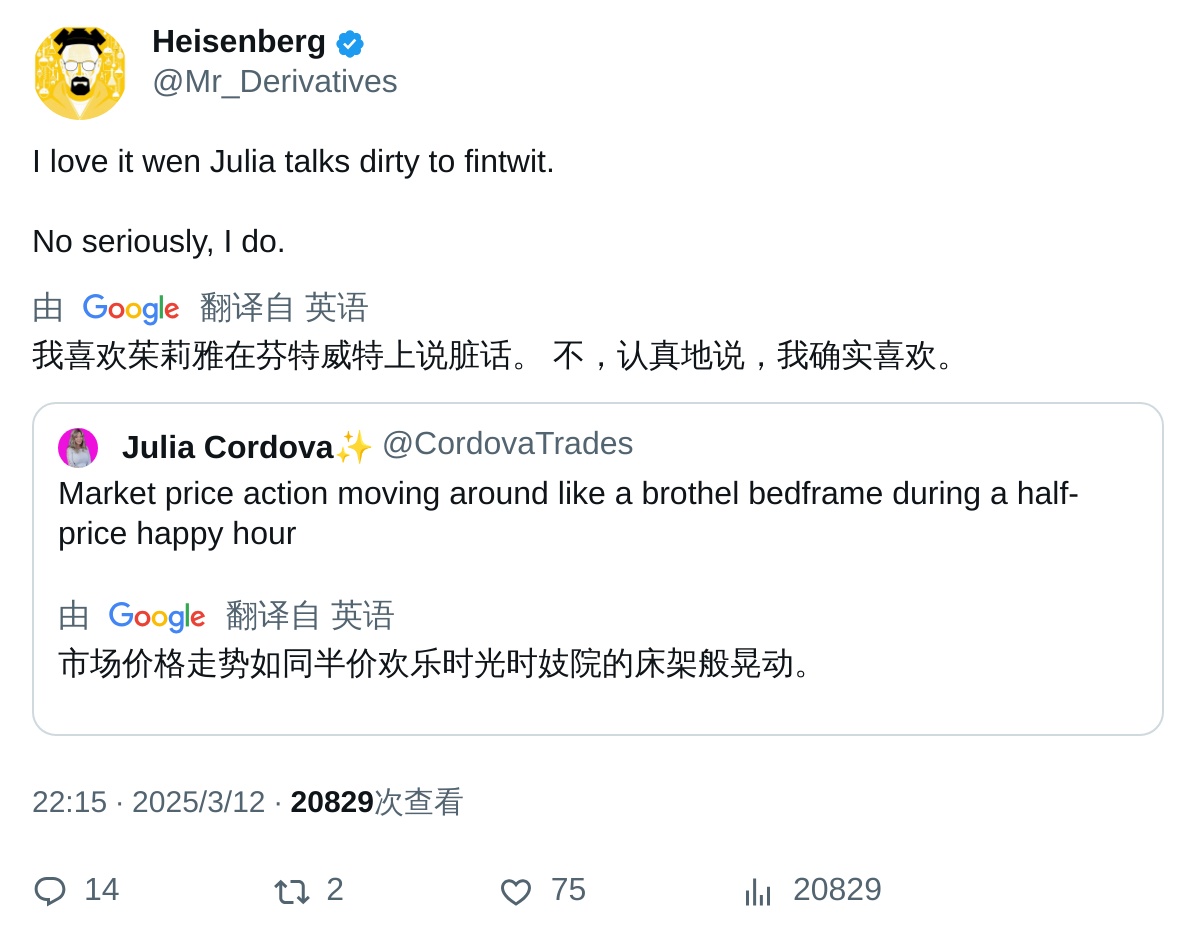 Heisenberg
@Mr_Derivatives
I love it wen Julia talks dirty to fintwit.
No seriously, I do.
由 Google 翻译自 英语
我喜欢茱莉雅在芬特威特上说脏话。 不，认真地说，我确实喜欢。
Julia Cordova✨ @CordovaTrades
Market price action moving around like a brothel bedframe during a half-
price happy hour
由 Google 翻译自 英语
市场价格走势如同半价欢乐时光时妓院的床架般晃动。
22:15 · 2025/3/12 · 20829次查看
14 2 75 20829